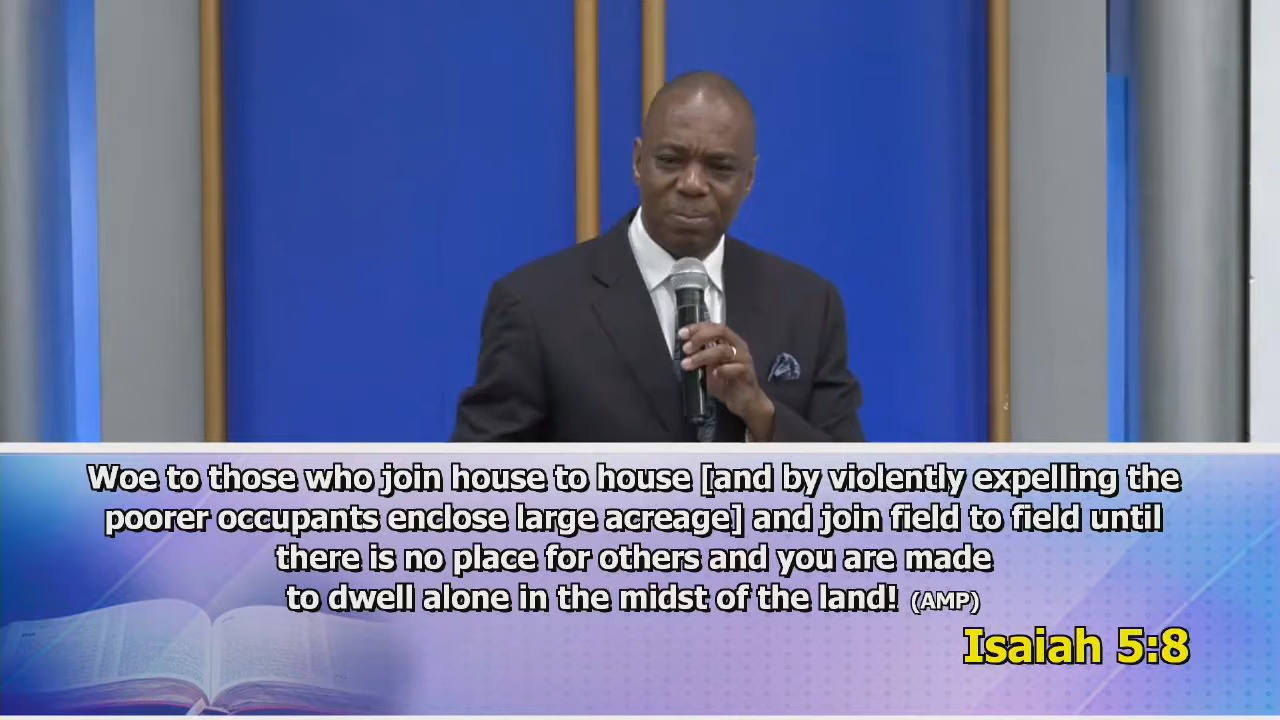 Woe to those who join house to house [and by violently expelling the
poorer occupants enclose large acreage] and join field to field until
there is no place for others and you are made
to dwell alone in the midst of the land! (AMP)
Isaiah 5:8